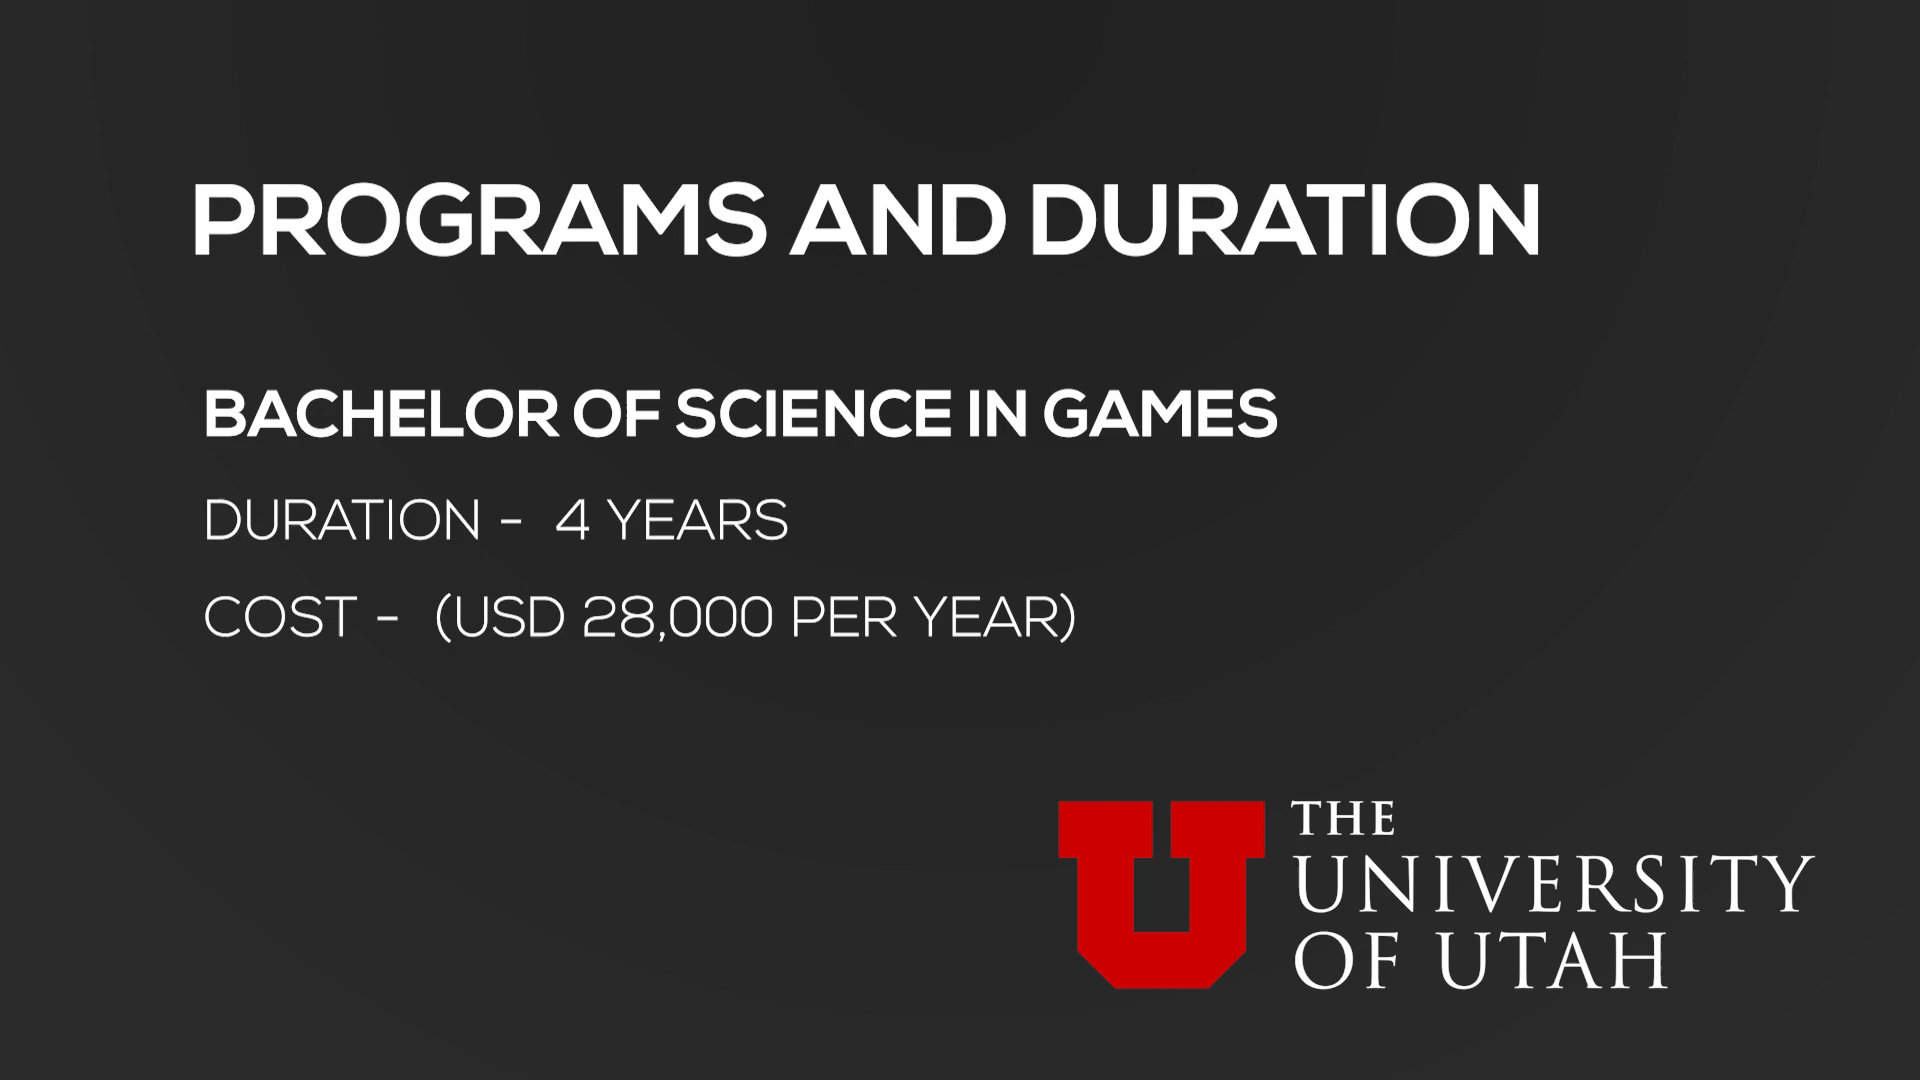 PROGRAMS AND DURATION
BACHELOR OF SCIENCE IN GAMES
DURATION - 4 YEARS
COST - (USD 28,000 PER YEAR)
U
THE
UNIVERSITY
OF UTAH